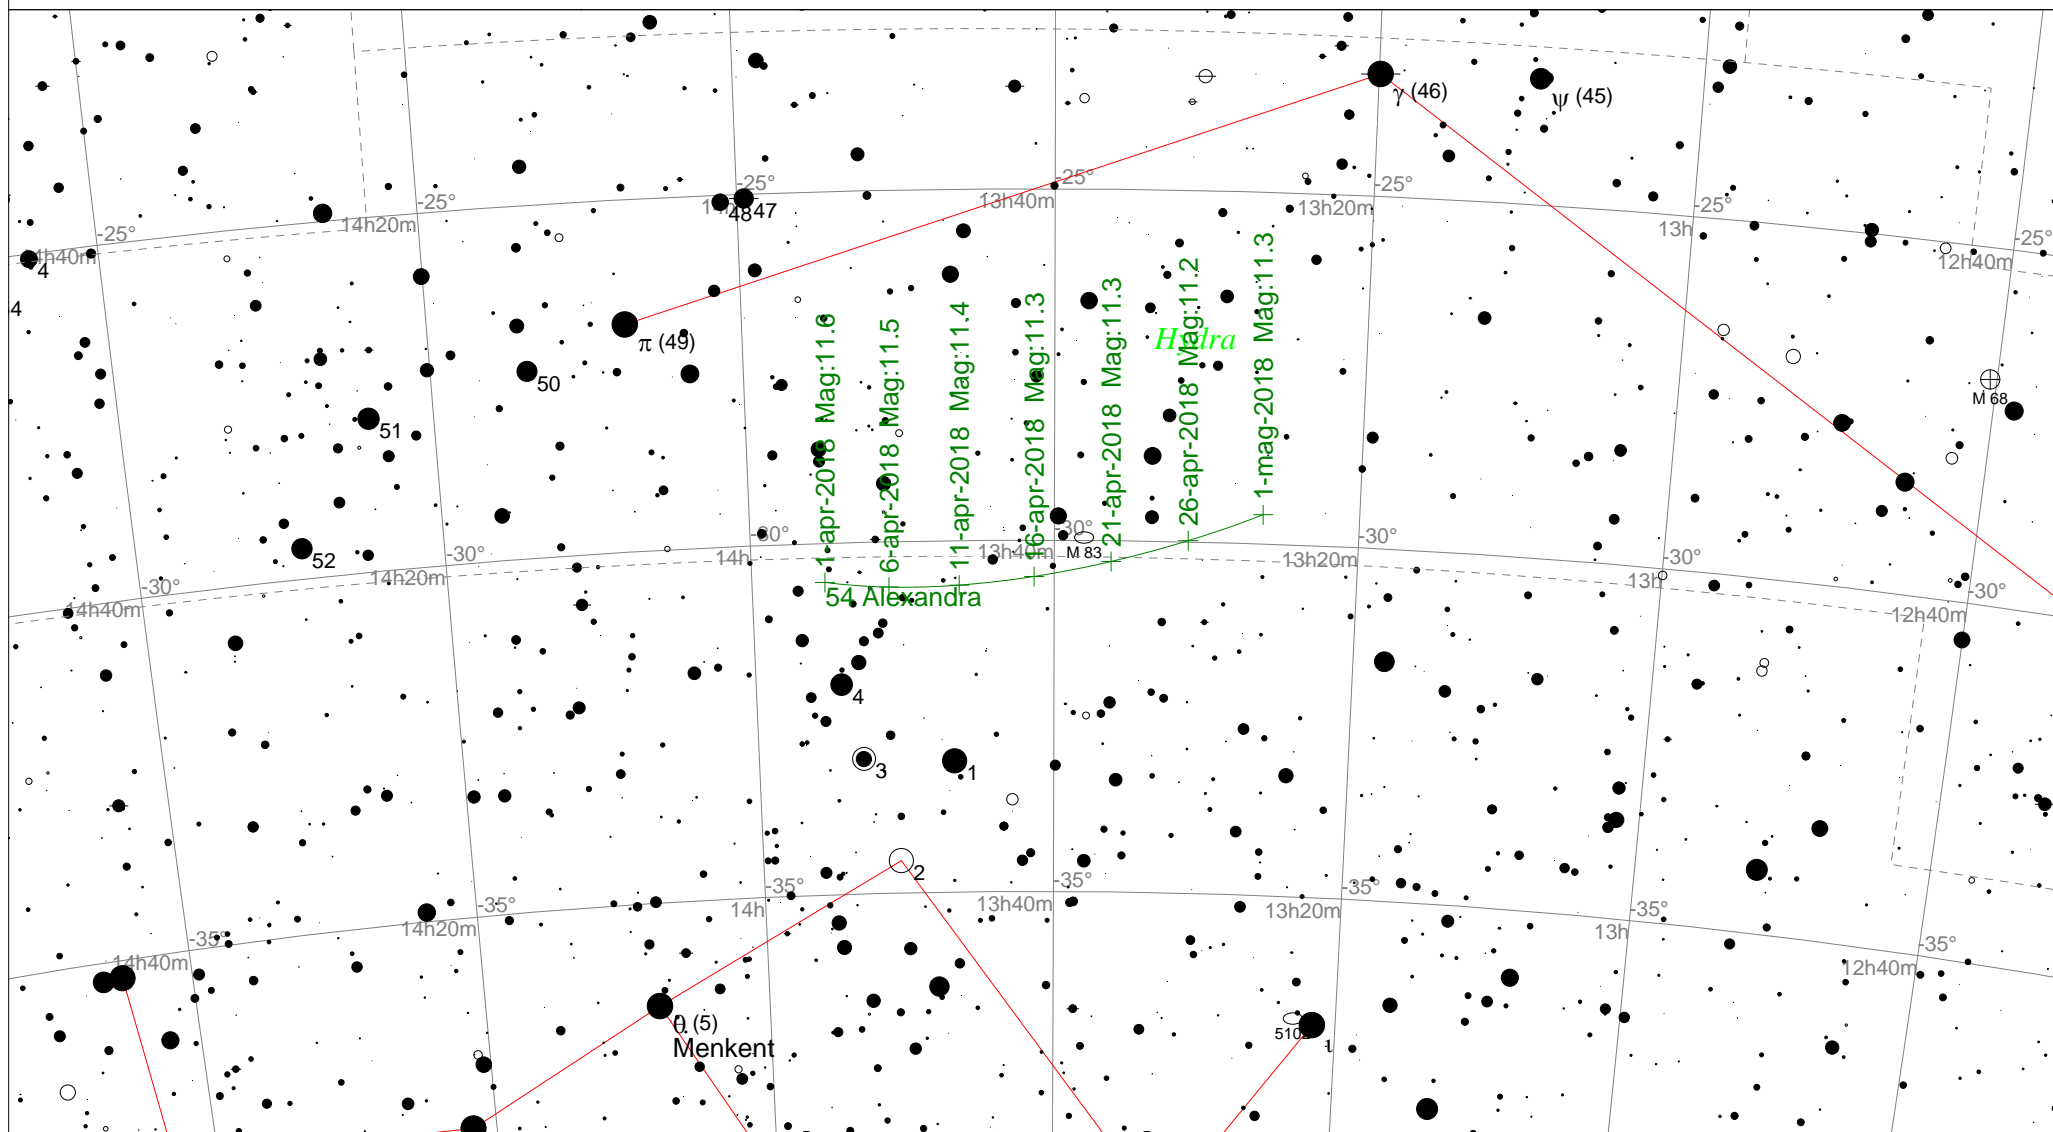 γ (46)
ψ (45)
-25°
-25°
-25°
-25°
-25°
-25°
-25°
14h40m
14h20m
4847
13h40m
13h20m
13h
12h40m
4
4
π (49)
50
51
52
Hydra
M 68
1-apr-2018 Mag:11.6
6-apr-2018 Mag:11.5
11-apr-2018 Mag:11.4
16-apr-2018 Mag:11.3
21-apr-2018 Mag:11.3
26-apr-2018 Mag:11.2
1-mag-2018 Mag:11.3
54 Alexandra
M 83
-30°
-30°
-30°
-30°
-30°
-30°
-30°
14h40m
14h20m
14h
13h40m
13h20m
13h
12h40m
4
3
1
2
-35°
-35°
-35°
-35°
-35°
-35°
-35°
14h40m
14h20m
14h
13h40m
13h20m
13h
12h40m
θ (5)
Menkent
ι